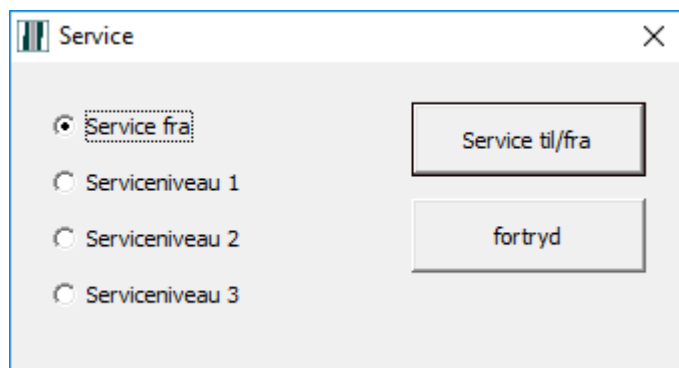 Service
Service fra
Serviceniveau 1
Serviceniveau 2
Serviceniveau 3
Service til/fra
fortryd